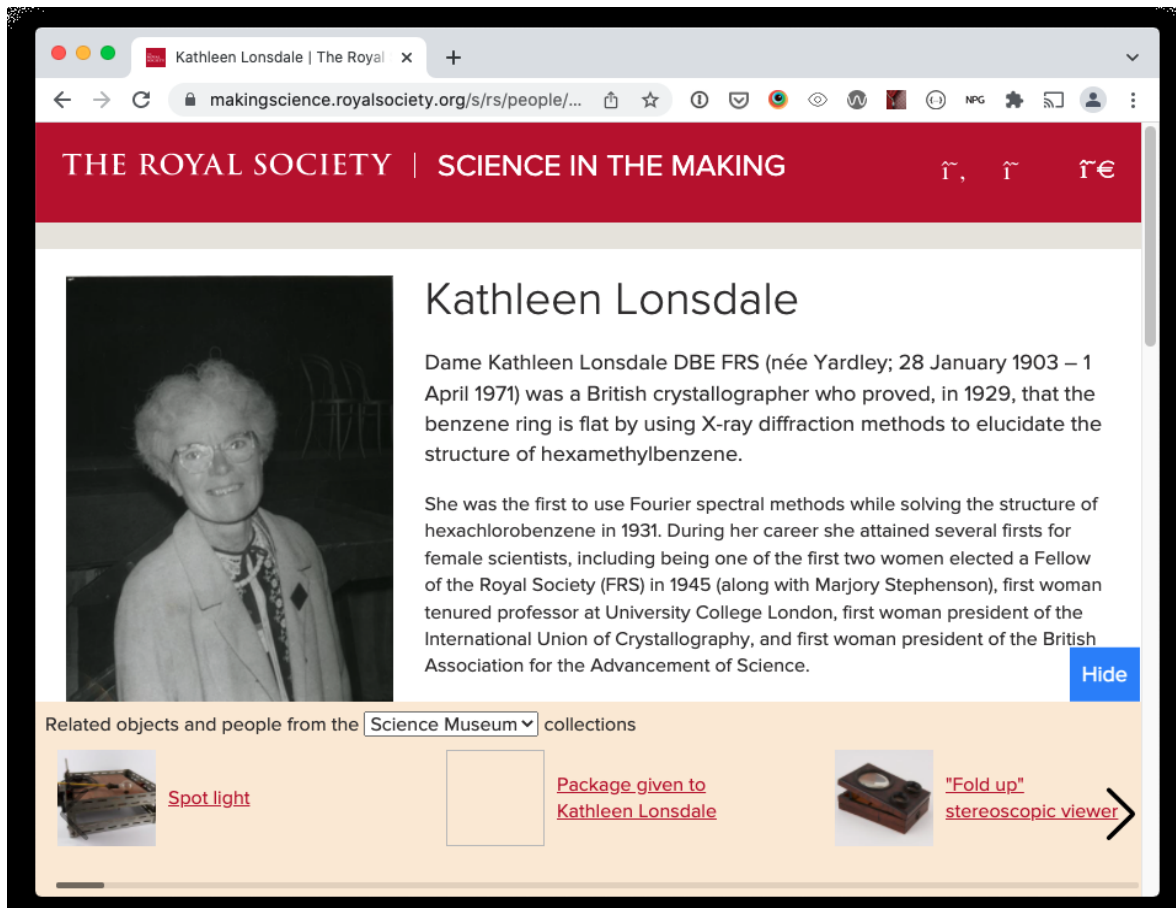 Kathleen Lonsdale | The Royal
makingscience.royalsociety.org/s/rs/people/...
NPG
THE ROYAL SOCIETY | SCIENCE IN THE MAKING
Kathleen Lonsdale
Dame Kathleen Lonsdale DBE FRS (née Yardley; 28 January 1903 – 1
April 1971) was a British crystallographer who proved, in 1929, that the
benzene ring is flat by using X-ray diffraction methods to elucidate the
structure of hexamethylbenzene.
She was the first to use Fourier spectral methods while solving the structure of
hexachlorobenzene in 1931. During her career she attained several firsts for
female scientists, including being one of the first two women elected a Fellow
of the Royal Society (FRS) in 1945 (along with Marjory Stephenson), first woman
tenured professor at University College London, first woman president of the
International Union of Crystallography, and first woman president of the British
Association for the Advancement of Science.
Hide
Related objects and people from the Science Museum collections
Spot light
Package given to
Kathleen Lonsdale
"Fold up"
stereoscopic viewer